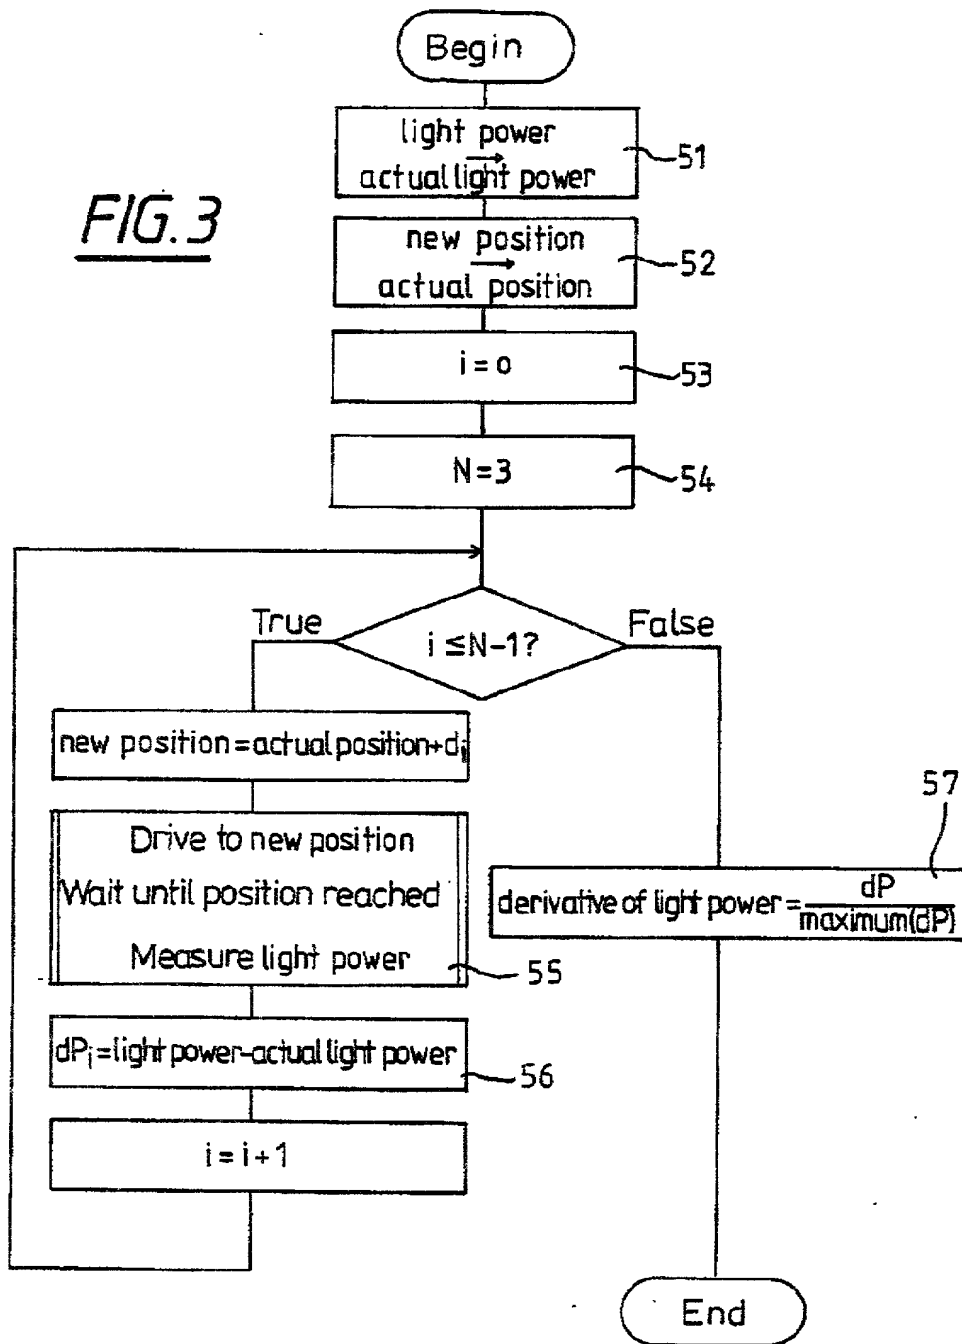 Begin
light power
→
actual light power
51
FIG. 3
new position
→
actual position
52
i = 0
53
N = 3
54
True
i ≤ N-1?
False
new position = actual position + di
Drive to new position
Wait until position reached
Measure light power
55
57
derivative of light power = dP
maximum(dP)
dPi = light power - actual light power
56
i = i + 1
End